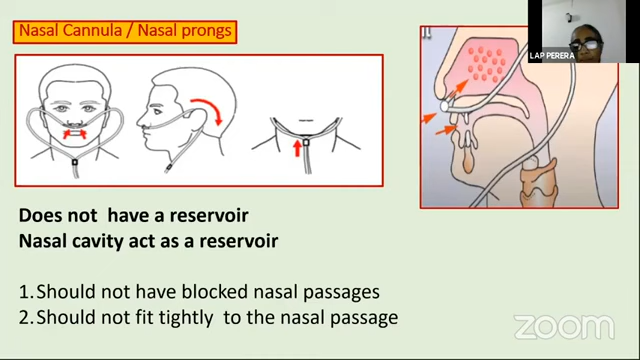 Nasal Cannula / Nasal prongs
LAP PERERA
Does not have a reservoir
Nasal cavity act as a reservoir
1. Should not have blocked nasal passages
2. Should not fit tightly to the nasal passage
zoom